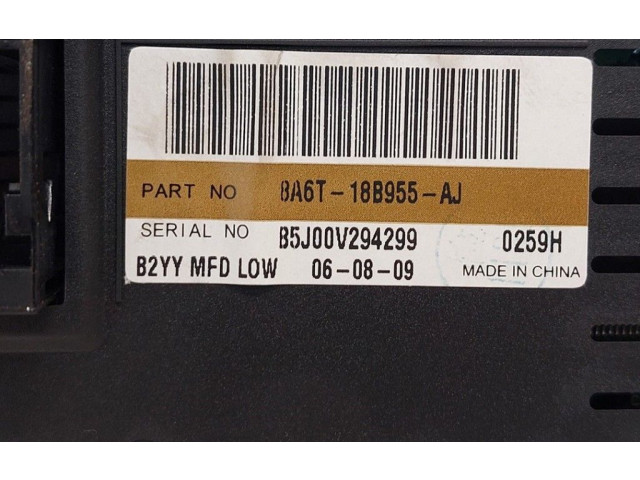 PART NO 8A6T-18B955-AJ
SERIAL NO B5J00V294299 0259H
B2YY MFD LOW 06-08-09 MADE IN CHINA